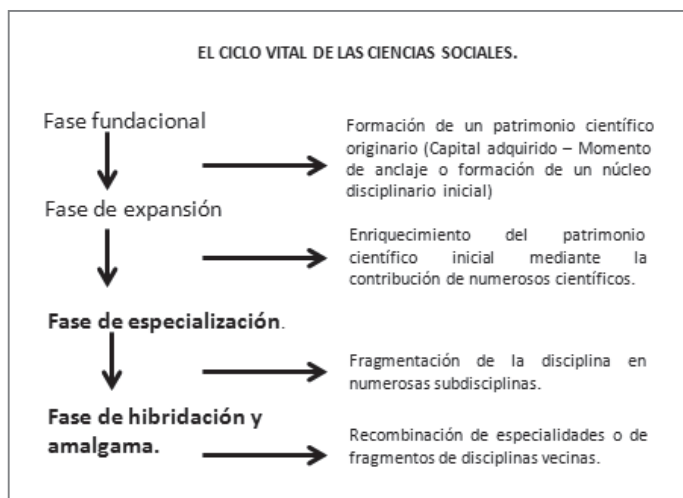 EL CICLO VITAL DE LAS CIENCIAS SOCIALES.
Fase fundacional
Formación de un patrimonio científico
originario (Capital adquirido – Momento
de anclaje o formación de un núcleo
disciplinario inicial)
Fase de expansión
Enriquecimiento del patrimonio
científico inicial mediante la
contribución de numerosos científicos.
Fase de especialización.
Fragmentación de la disciplina en
numerosas subdisciplinas.
Fase de hibridación y
amalgama.
Recombinación de especialidades o de
fragmentos de disciplinas vecinas.